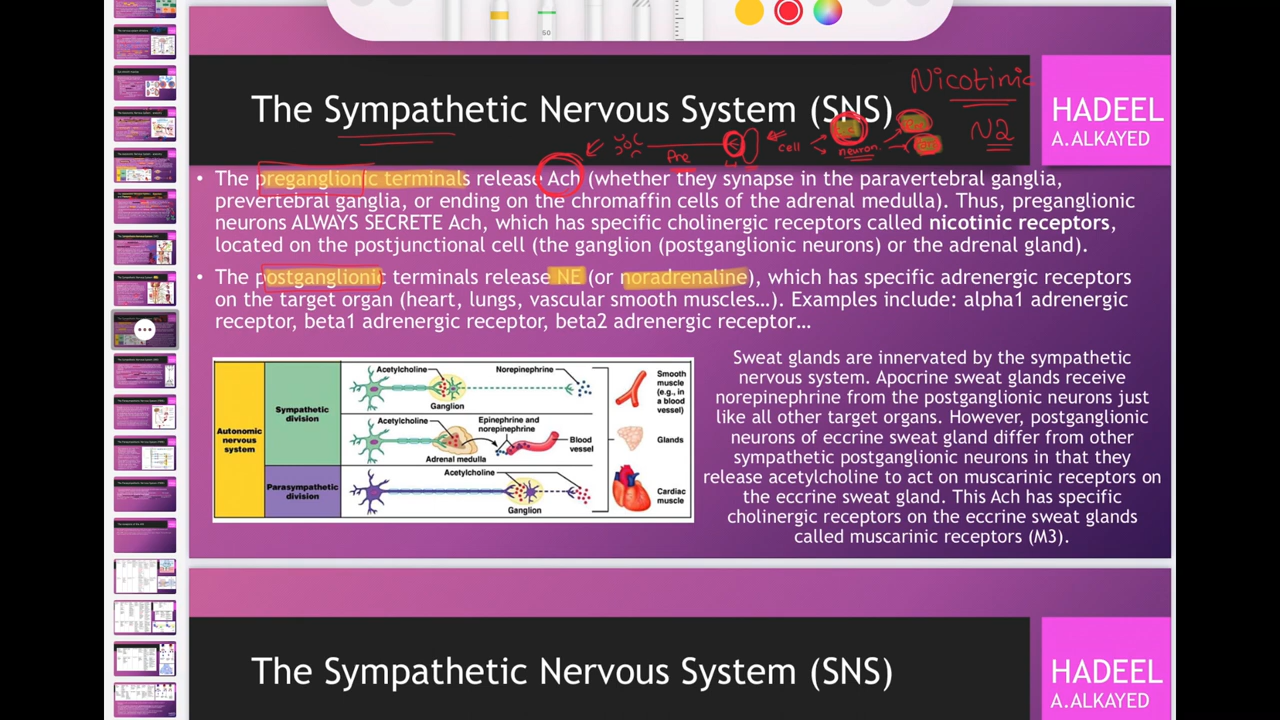 50
Nicotinic
The Sympathetic Nervous System (SNS)
HADEEL
A.ALKAYED
Pre
cell
neuron
• The preganglionic terminals release Ach (whether they synapse in the paravertebral ganglia,
prevertebral ganglia, or ending on the chromaffin cells of the adrenal medulla). Thus, preganglionic
neurons ALWAYS SECRETE Ach, which has specific cholinergic receptors called nicotinic receptors,
located on the postjunctional cell (the ganglion (postganglionic neurons) or the adrenal gland).
• The postganglionic terminals release NE (or noradrenaline), which has specific adrenergic receptors
on the target organ (heart, lungs, vascular smooth muscles…). Examples include: alpha1 adrenergic
receptor, beta1 adrenergic receptor, beta2 adrenergic receptor…
Autonomic
nervous
system
Sympathetic
division
Parasympathetic
division
Acetylcholine
Norepinephrine
Ganglion
Acetylcholine
Epinephrine and
norepinephrine
Blood
vessel
Adrenal medulla
Acetylcholine
Ganglion
Smooth
muscle
(e.g., in
a blood
vessel)
Glands
Cardiac
muscle
Sweat glands are innervated by the sympathetic
nervous system. Apocrine sweat glands receive
norepinephrine from the postganglionic neurons just
like all other target organs. However, postganglionic
neurons of eccrine sweat gland differ from other
sympathetic postganglionic neurons in that they
release acetylcholine to act on muscarinic receptors on
the eccrine sweat gland. This Ach has specific
cholinergic receptors on the eccrine sweat glands
called muscarinic receptors (M3).
The Sympathetic Nervous System (SNS)
HADEEL
A.ALKAYED